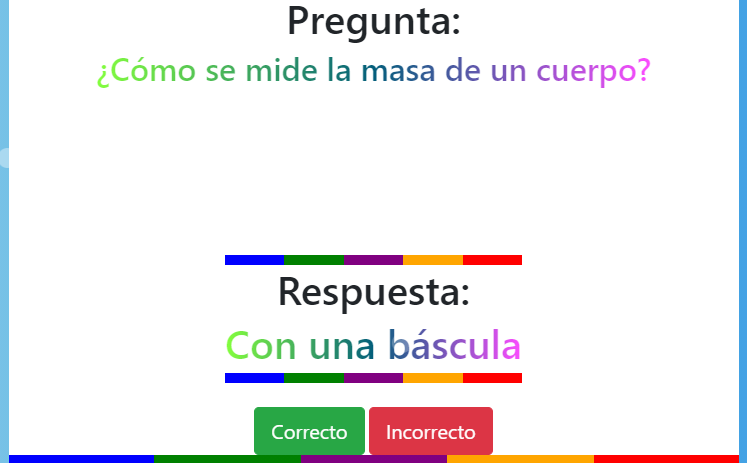 Pregunta:
¿Cómo se mide la masa de un cuerpo?
Respuesta:
Con una báscula
Correcto
Incorrecto